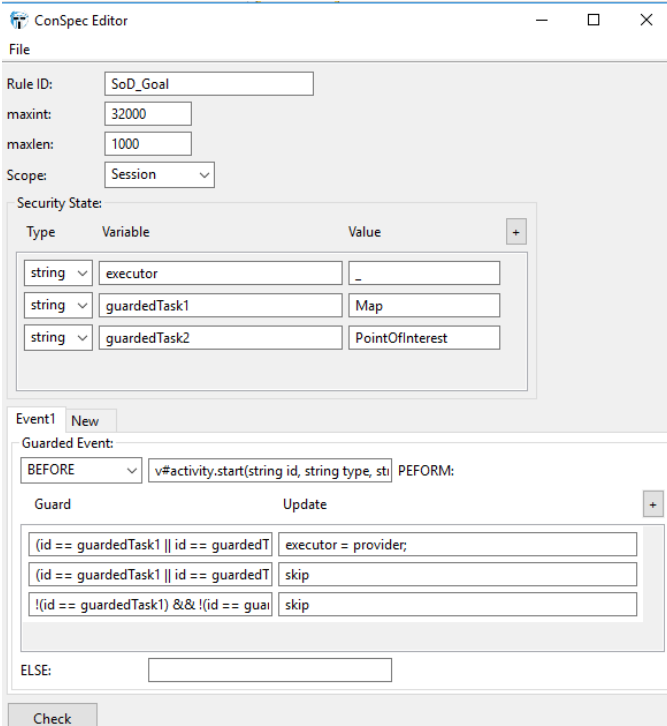 ConSpec Editor
File
Rule ID: SoD_Goal
maxint: 32000
maxlen: 1000
Scope: Session
Security State:
Type Variable Value +
string executor _
string guardedTask1 Map
string guardedTask2 PointOfInterest
Event1 New
Guarded Event:
BEFORE v#activity.start(string id, string type, stri PEFORM:
Guard Update +
(id == guardedTask1 || id == guardedT executor = provider;
(id == guardedTask1 || id == guardedT skip
!(id == guardedTask1) && !(id == guar skip
ELSE:
Check